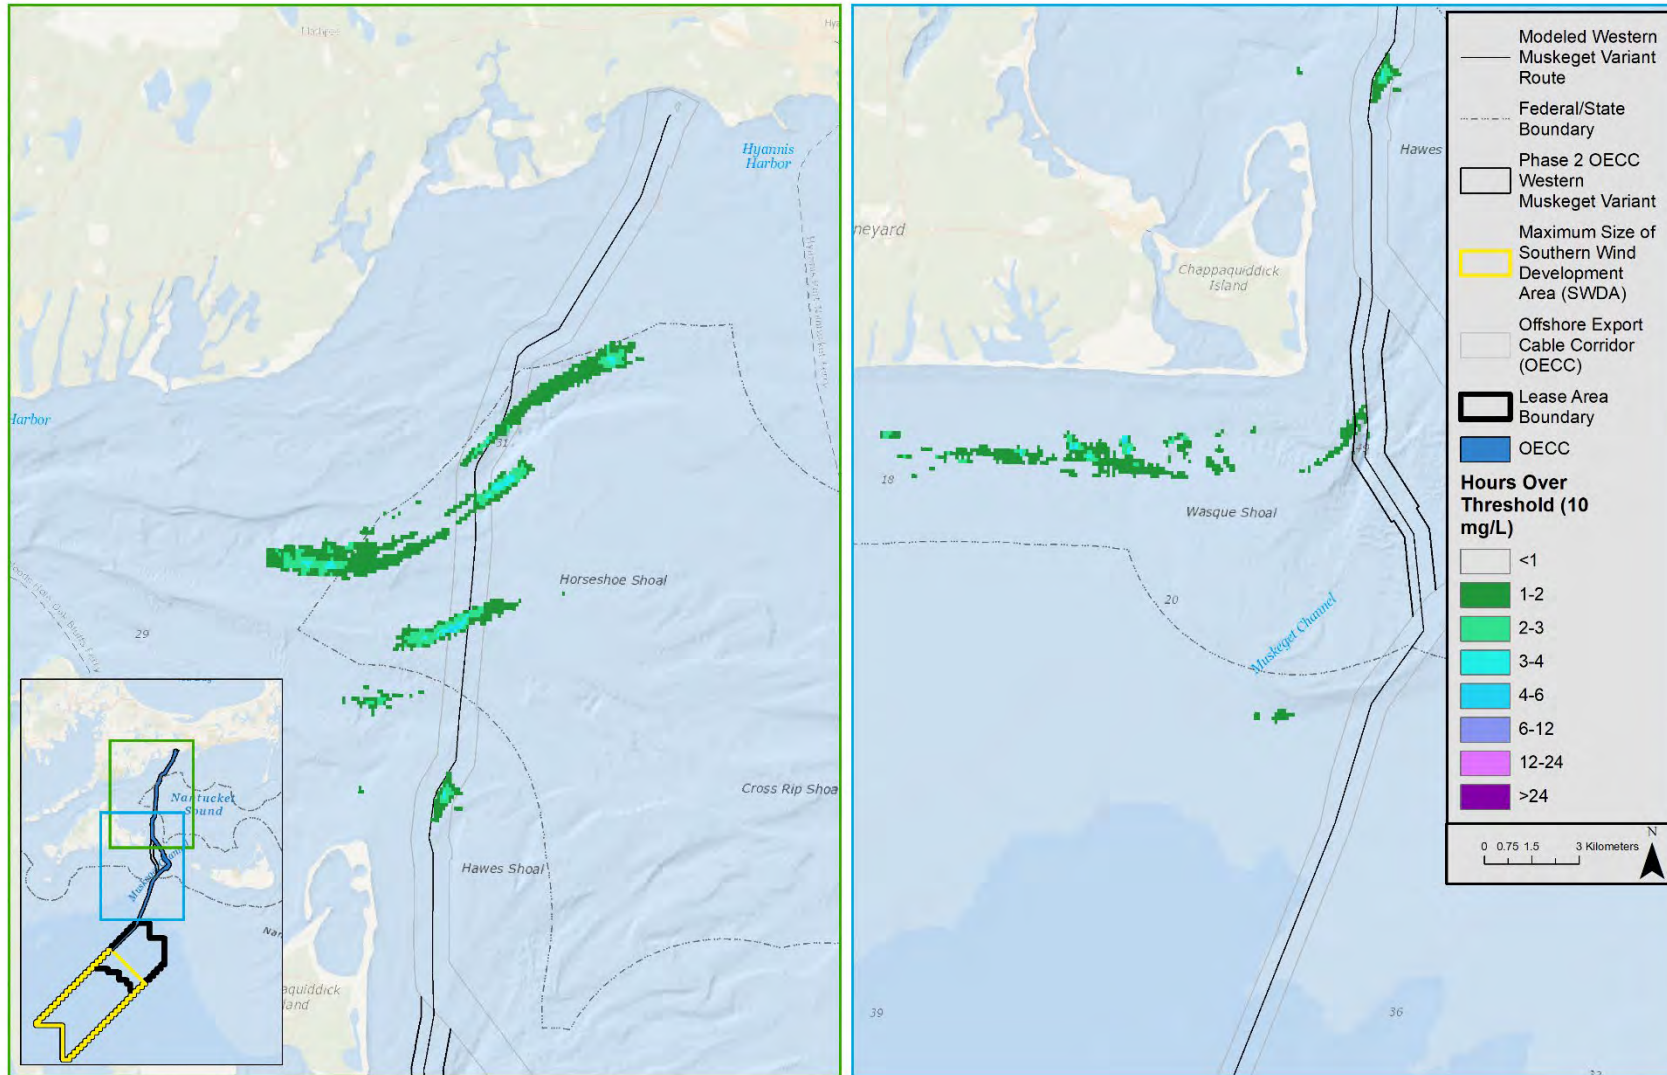 Mashpee
Hyannis
Harbor
Harbor
31
Horseshoe Shoal
29
Cross Rip Shoa
Hawes Shoal
aquiddick
land
Nantucket
Sound
Nan
neyard
Chappaquiddick
Island
Hawes
18
Wasque Shoal
20
Muskeget Channel
39
36
Modeled Western
Muskeget Variant
Route
Federal/State
Boundary
Phase 2 OECC
Western
Muskeget Variant
Maximum Size of
Southern Wind
Development
Area (SWDA)
Offshore Export
Cable Corridor
(OECC)
Lease Area
Boundary
OECC
Hours Over
Threshold (10
mg/L)
<1
1-2
2-3
3-4
4-6
6-12
12-24
>24
N
0 0.75 1.5 3 Kilometers